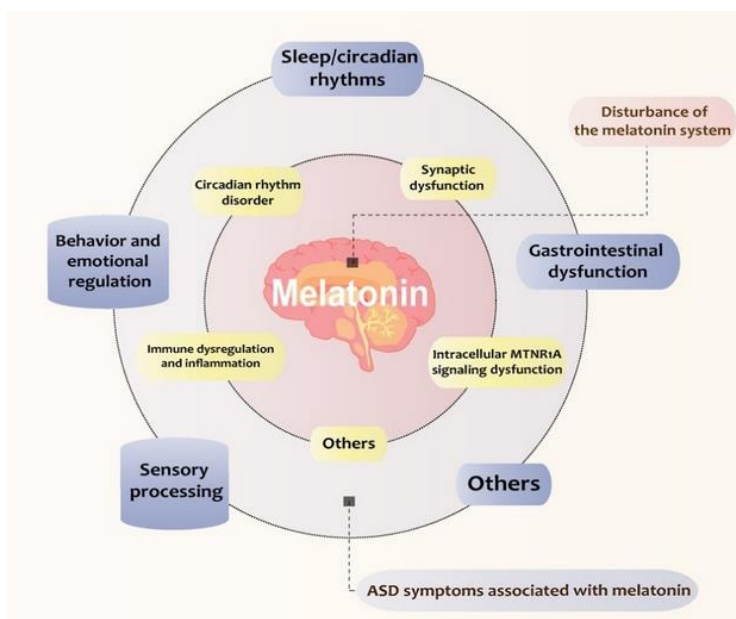 Sleep/circadian
rhythms
Disturbance of
the melatonin system
Synaptic
dysfunction
Circadian rhythm
disorder
Behavior and
emotional
regulation
Gastrointestinal
dysfunction
Melatonin
Immune dysregulation
and inflammation
Intracellular MTNR1A
signaling dysfunction
Others
Sensory
processing
Others
ASD symptoms associated with melatonin